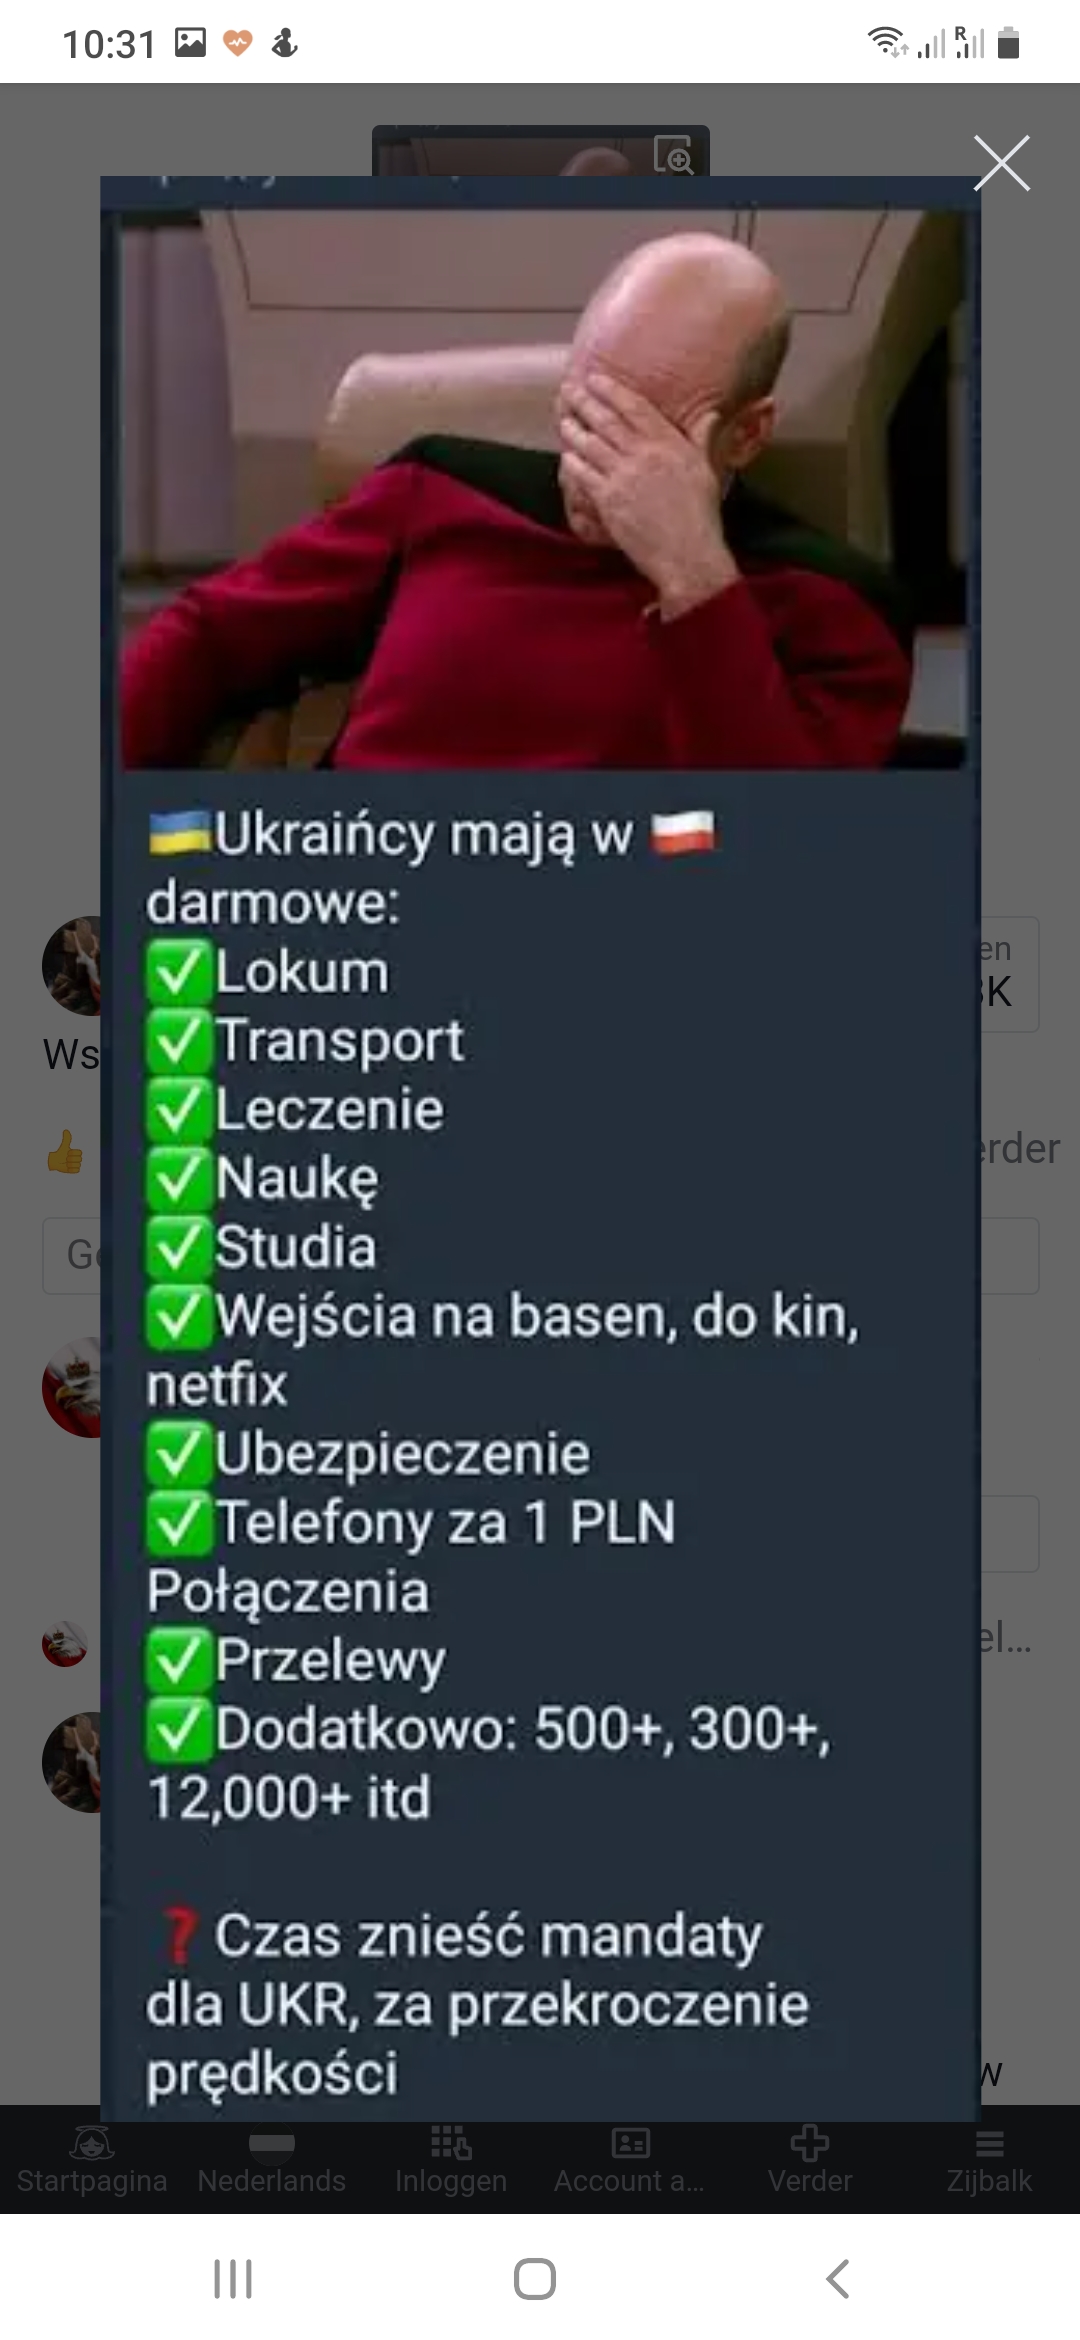 10:31
R
🇺🇦Ukraińcy mają w 🇵🇱
darmowe:
✅Lokum
✅Transport
✅Leczenie
✅Naukę
✅Studia
✅Wejścia na basen, do kin,
netfix
✅Ubezpieczenie
✅Telefony za 1 PLN
Połączenia
✅Przelewy
✅Dodatkowo: 500+, 300+,
12,000+ itd
❓Czas znieść mandaty
dla UKR, za przekroczenie
prędkości
Startpagina Nederlands Inloggen Account a... Verder Zijbalk